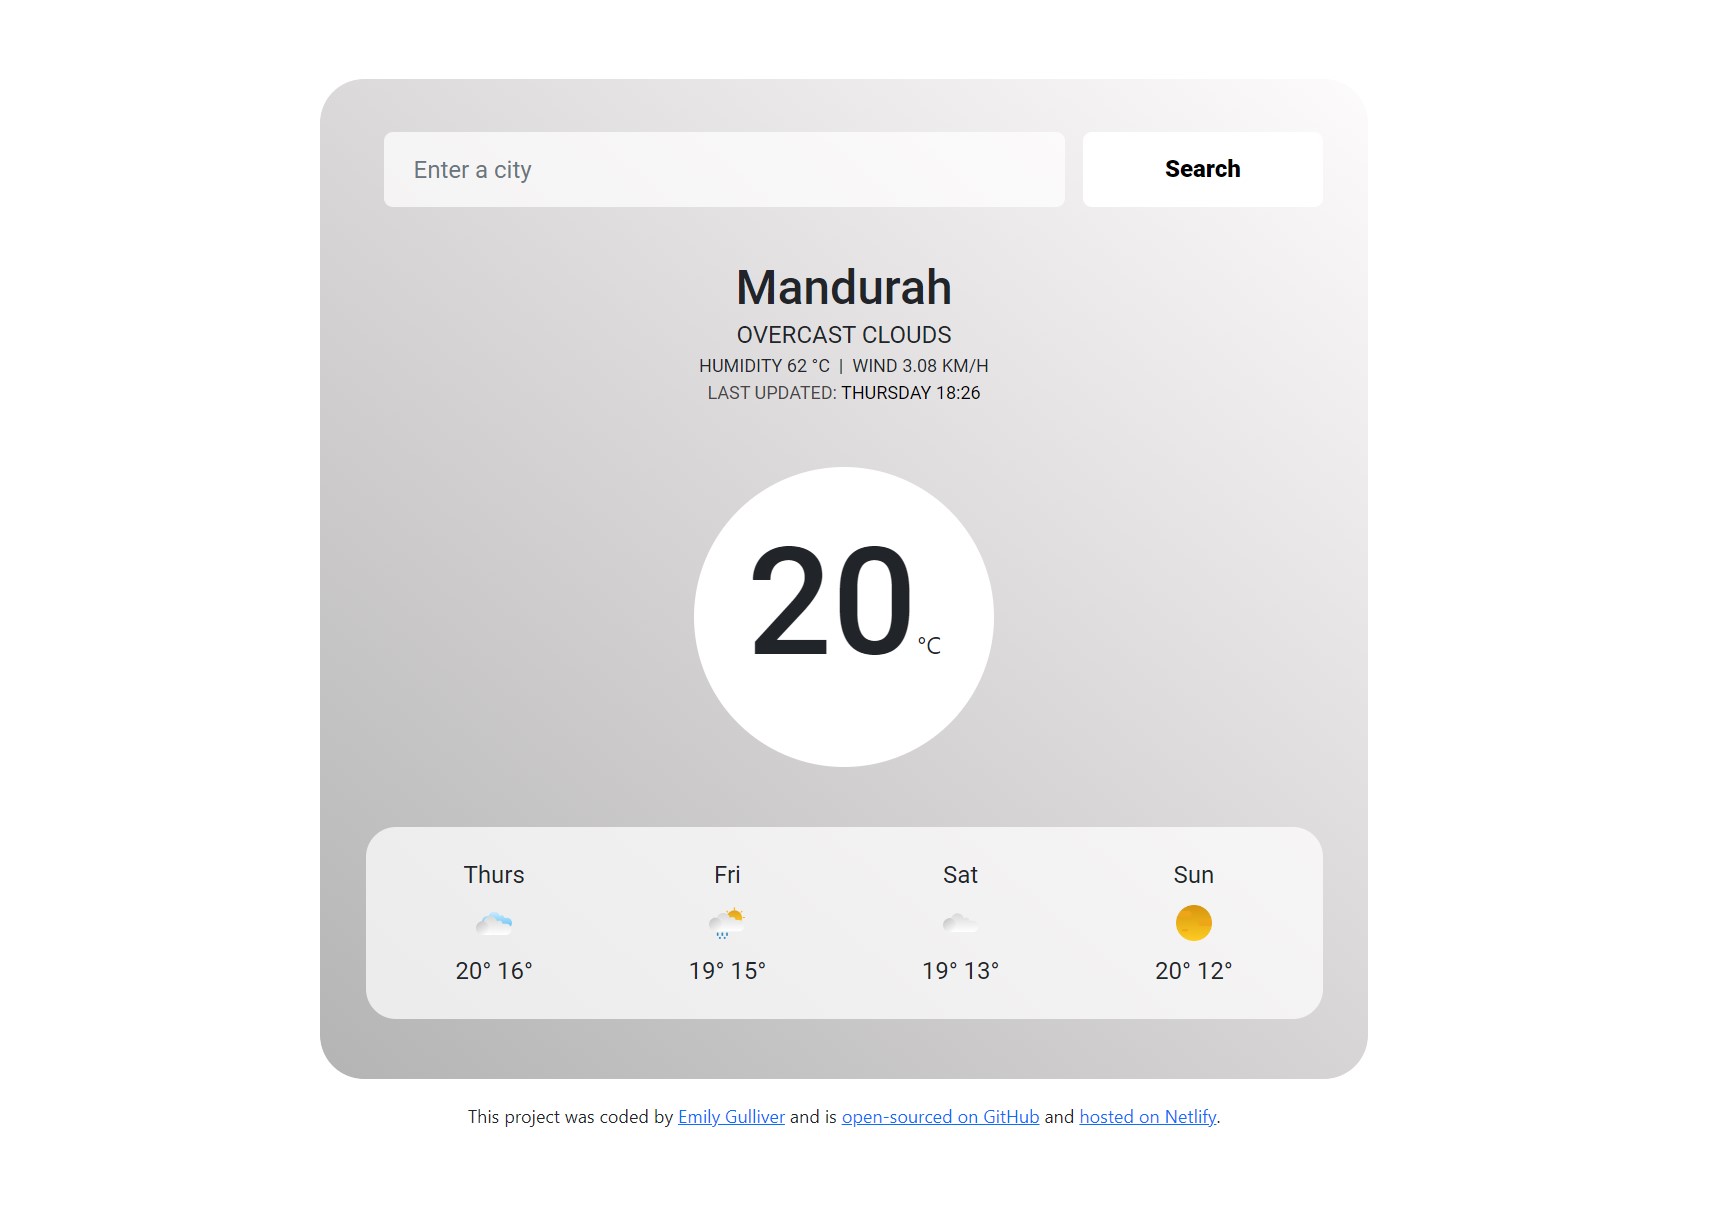 Enter a city
Search
Mandurah
OVERCAST CLOUDS
HUMIDITY 62 °C | WIND 3.08 KM/H
LAST UPDATED: THURSDAY 18:26
20 °C
Thurs Fri Sat Sun
20° 16° 19° 15° 19° 13° 20° 12°
This project was coded by Emily Gulliver and is open-sourced on GitHub and hosted on Netlify.